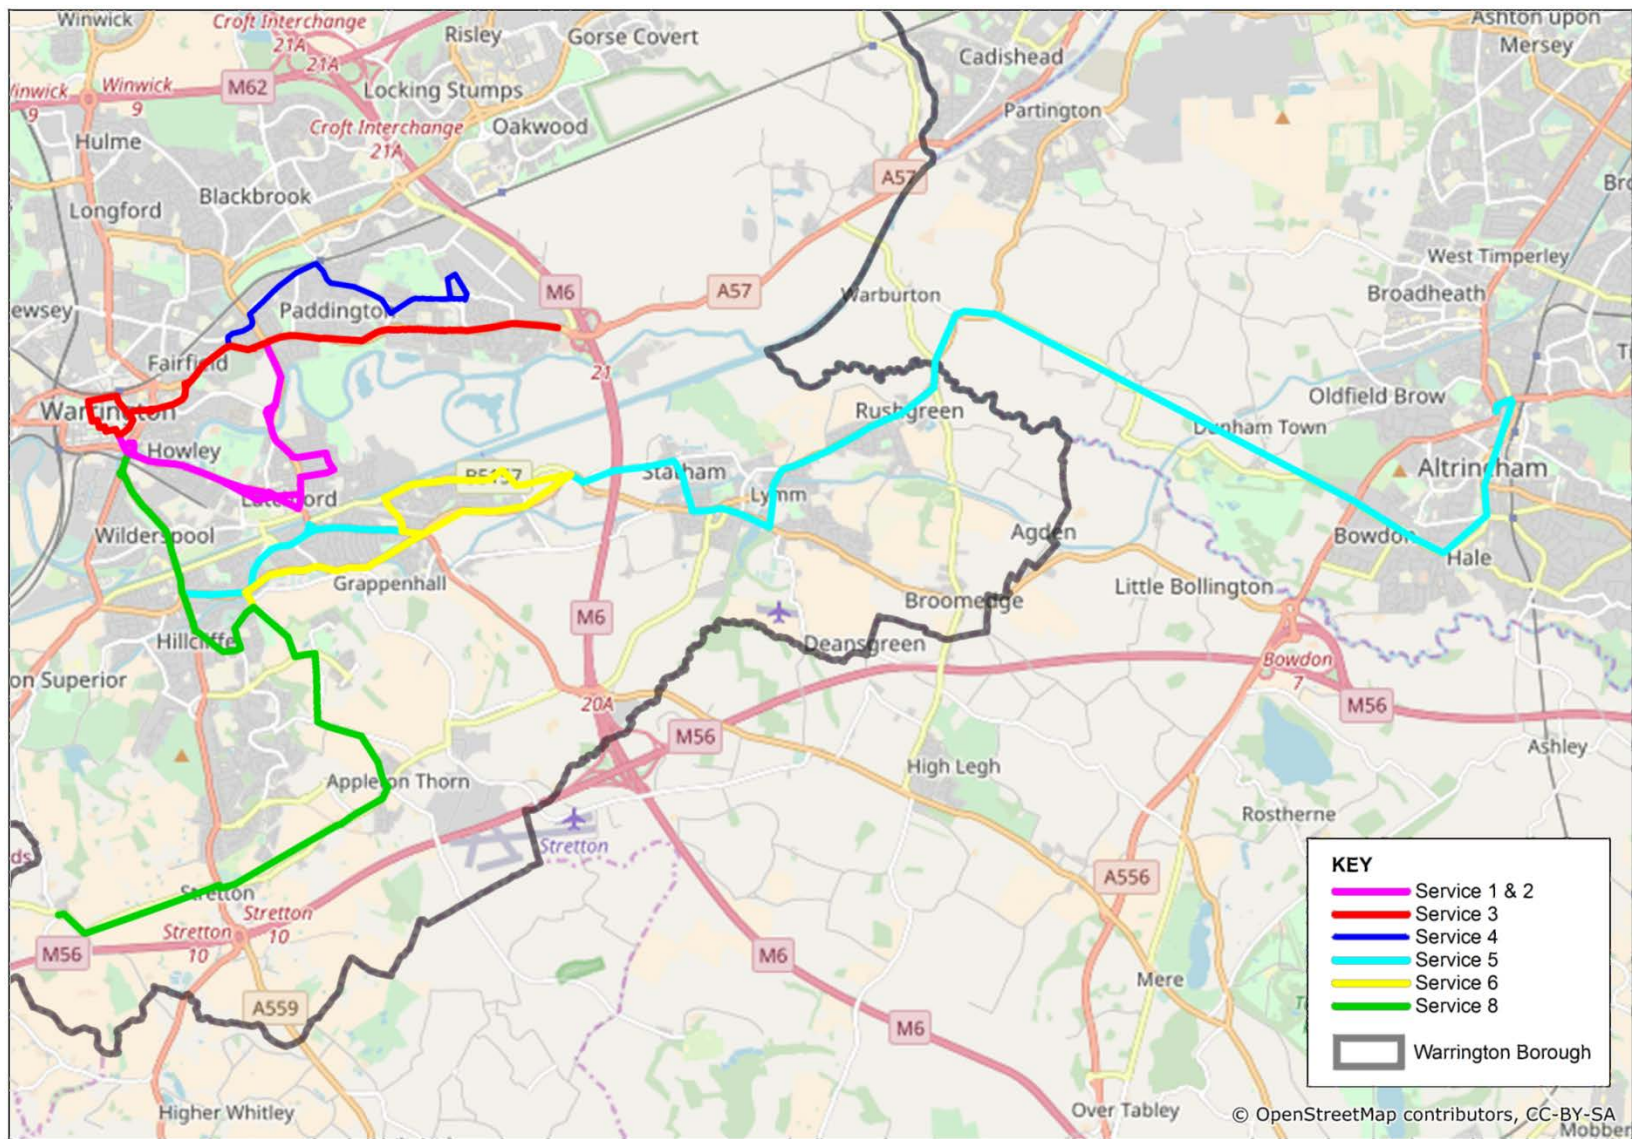 Winwick
Croft Interchange
21A
21A
Risley
Gorse Covert
Cadishead
Ashton upon
Mersey
Winwick
9
Winwick
9
M62
Locking Stumps
Partington
Hulme
Croft Interchange
21A
Oakwood
A57
Blackbrook
Longford
West Timperley
Paddington
M6
A57
Warburton
Broadheath
Fairfield
21
Warrington
Rushgreen
Oldfield Brow
Howley
Dunham Town
B5157
Statham
Lymm
Altrincham
Latchford
Wilderspool
Agden
Bowdon
Hale
Grappenhall
Little Bollington
M6
Broomedge
Hillcliffe
Deansgreen
Bowdon
7
on Superior
20A
M56
M56
Ashley
High Legh
Appleton Thorn
Rostherne
Stretton
ds
A556
Stretton
Stretton
10
Stretton
10
M56
M6
Mere
A559
M6
Higher Whitley
Over Tabley
KEY
Service 1 & 2
Service 3
Service 4
Service 5
Service 6
Service 8
Warrington Borough
© OpenStreetMap contributors, CC-BY-SA